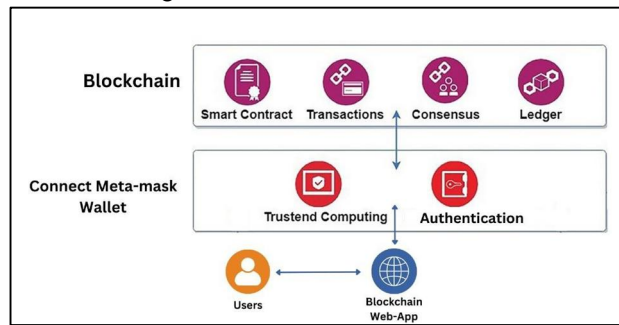 Blockchain
Smart Contract
Transactions
Consensus
Ledger
Connect Meta-mask
Wallet
Trustend Computing
Authentication
Users
Blockchain
Web-App